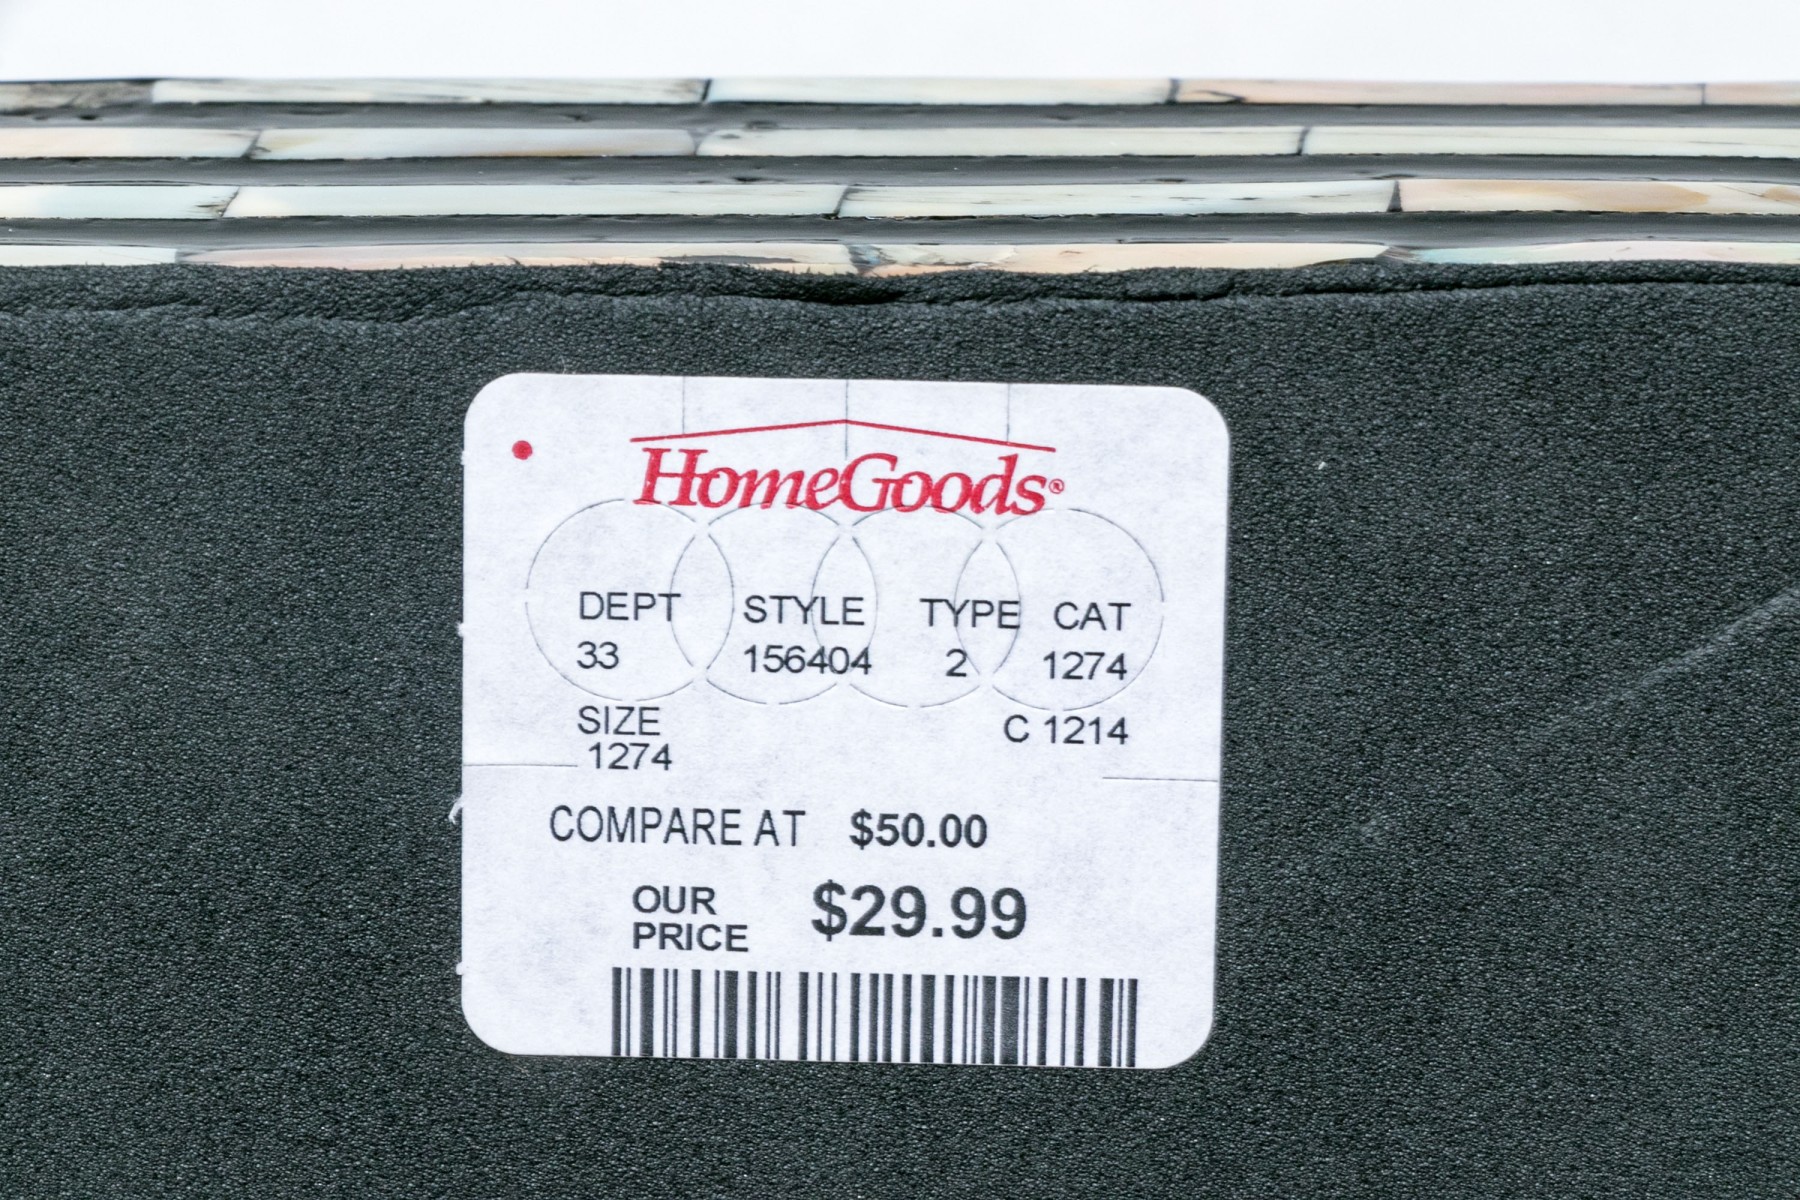 HomeGoods®
DEPT STYLE TYPE CAT
33 156404 2 1274
SIZE C 1214
1274
COMPARE AT $50.00
OUR PRICE $29.99